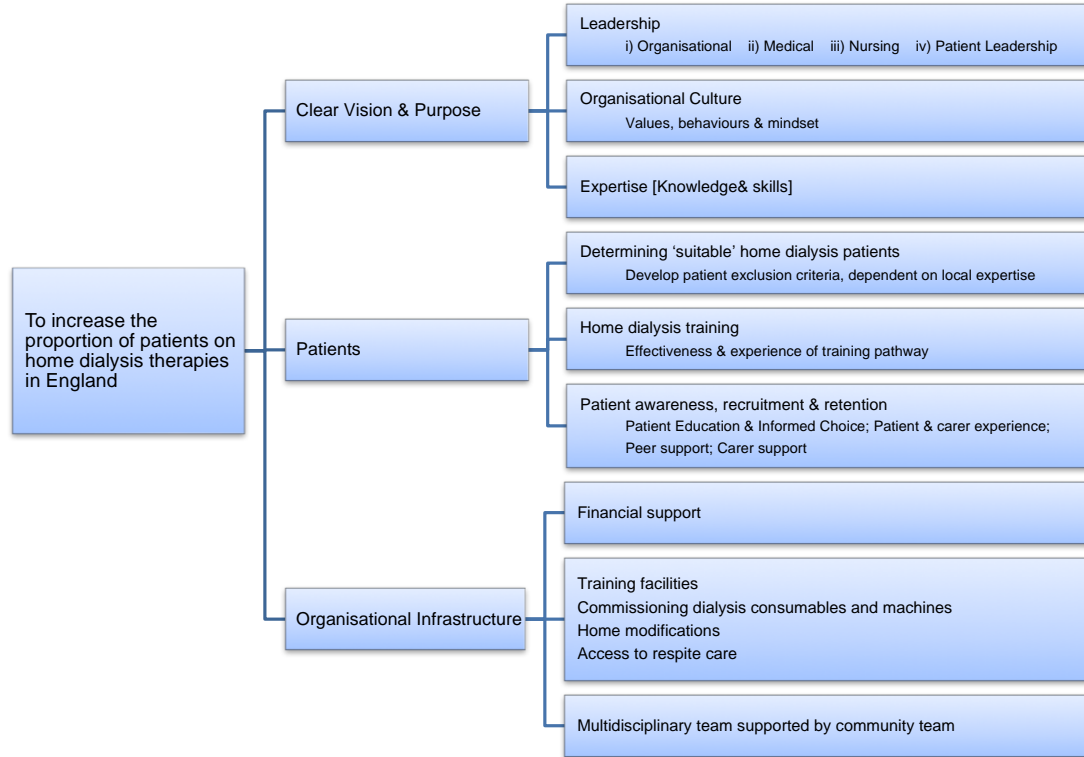 Leadership
i) Organisational ii) Medical iii) Nursing iv) Patient Leadership
Clear Vision & Purpose
Organisational Culture
Values, behaviours & mindset
Expertise [Knowledge& skills]
To increase the
proportion of patients on
home dialysis therapies
in England
Patients
Determining ‘suitable’ home dialysis patients
Develop patient exclusion criteria, dependent on local expertise
Home dialysis training
Effectiveness & experience of training pathway
Patient awareness, recruitment & retention
Patient Education & Informed Choice; Patient & carer experience;
Peer support; Carer support
Organisational Infrastructure
Financial support
Training facilities
Commissioning dialysis consumables and machines
Home modifications
Access to respite care
Multidisciplinary team supported by community team